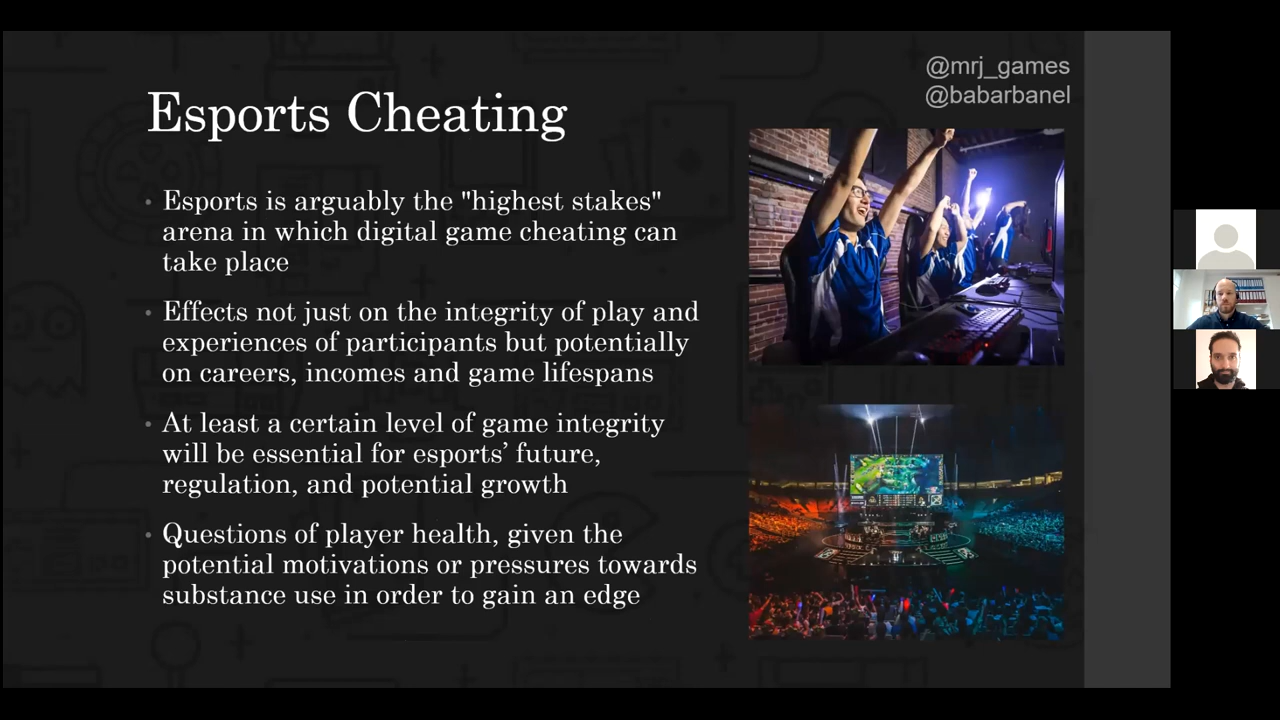 @mrj_games
@babarbanel
Esports Cheating
• Esports is arguably the "highest stakes"
arena in which digital game cheating can
take place
• Effects not just on the integrity of play and
experiences of participants but potentially
on careers, incomes and game lifespans
• At least a certain level of game integrity
will be essential for esports’ future,
regulation, and potential growth
• Questions of player health, given the
potential motivations or pressures towards
substance use in order to gain an edge